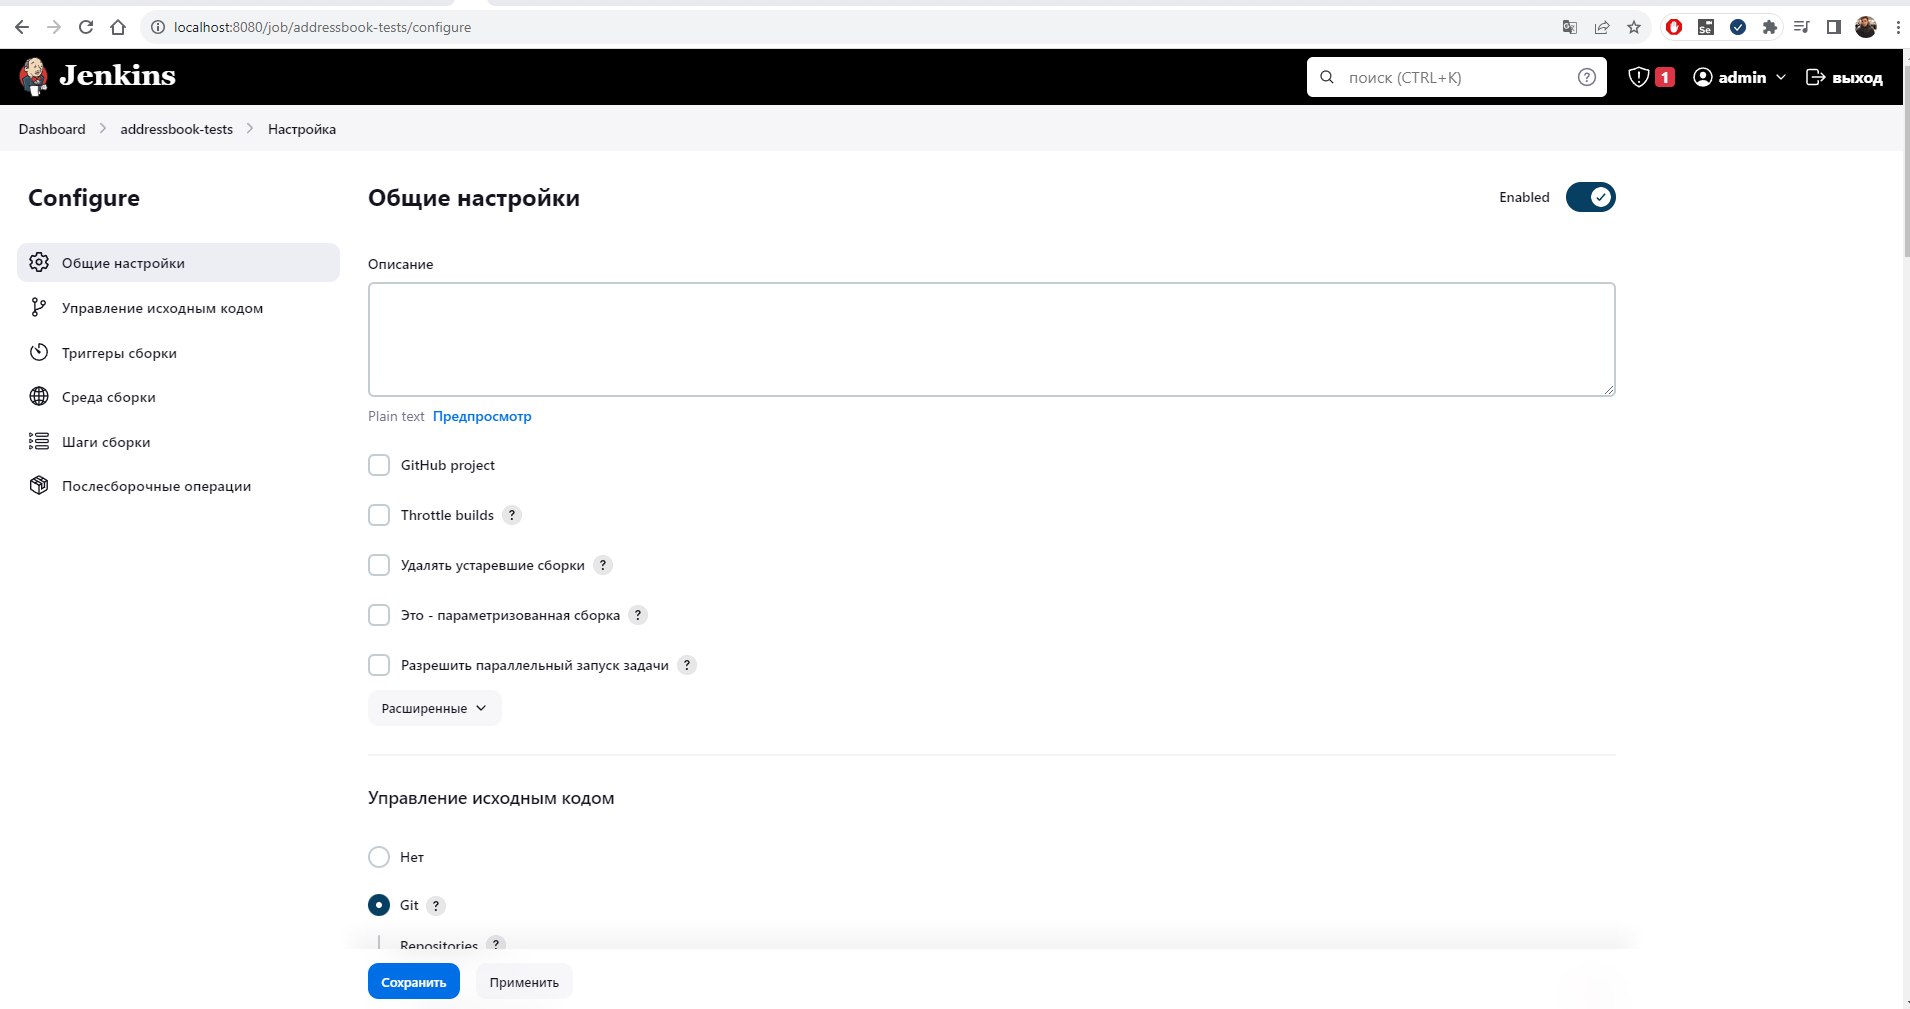 localhost:8080/job/addressbook-tests/configure
Jenkins
поиск (CTRL+K)
?
1
admin
выход
Dashboard
addressbook-tests
Настройка
Configure
Общие настройки
Управление исходным кодом
Триггеры сборки
Среда сборки
Шаги сборки
Послесборочные операции
Общие настройки
Enabled
Описание
Plain text Предпросмотр
GitHub project
Throttle builds ?
Удалять устаревшие сборки ?
Это - параметризованная сборка ?
Разрешить параллельный запуск задачи ?
Расширенные
Управление исходным кодом
Нет
Git ?
Repositories ?
Сохранить
Применить